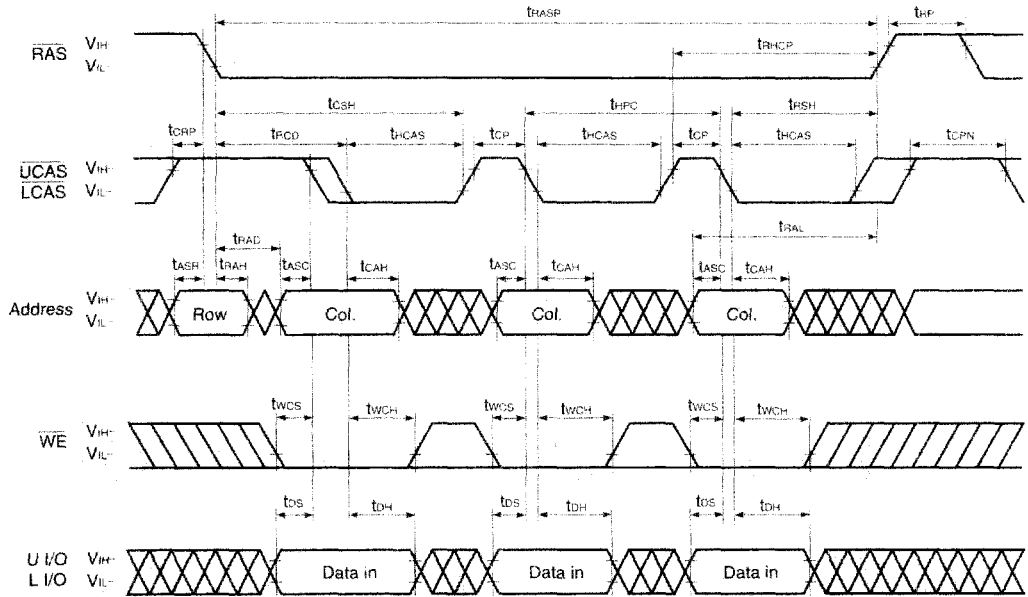 tRASP tRP
RAS VIH- VIL- tRHCP
tCSH tHPC tRSH
tCRP tRCD tHCAS tCP tHCAS tCP tHCAS tCPN
UCAS VIH-
LCAS VIL-
tRAD tRAL
tASR tRAH tASC tCAH tASC tCAH tASC tCAH
Address VIH- VIL- Row Col. Col. Col.
tWCS tWCH tWCS tWCH tWCS tWCH
WE VIH- VIL-
tDS tDH tDS tDH tDS tDH
U I/O VIH-
L I/O VIL- Data in Data in Data in